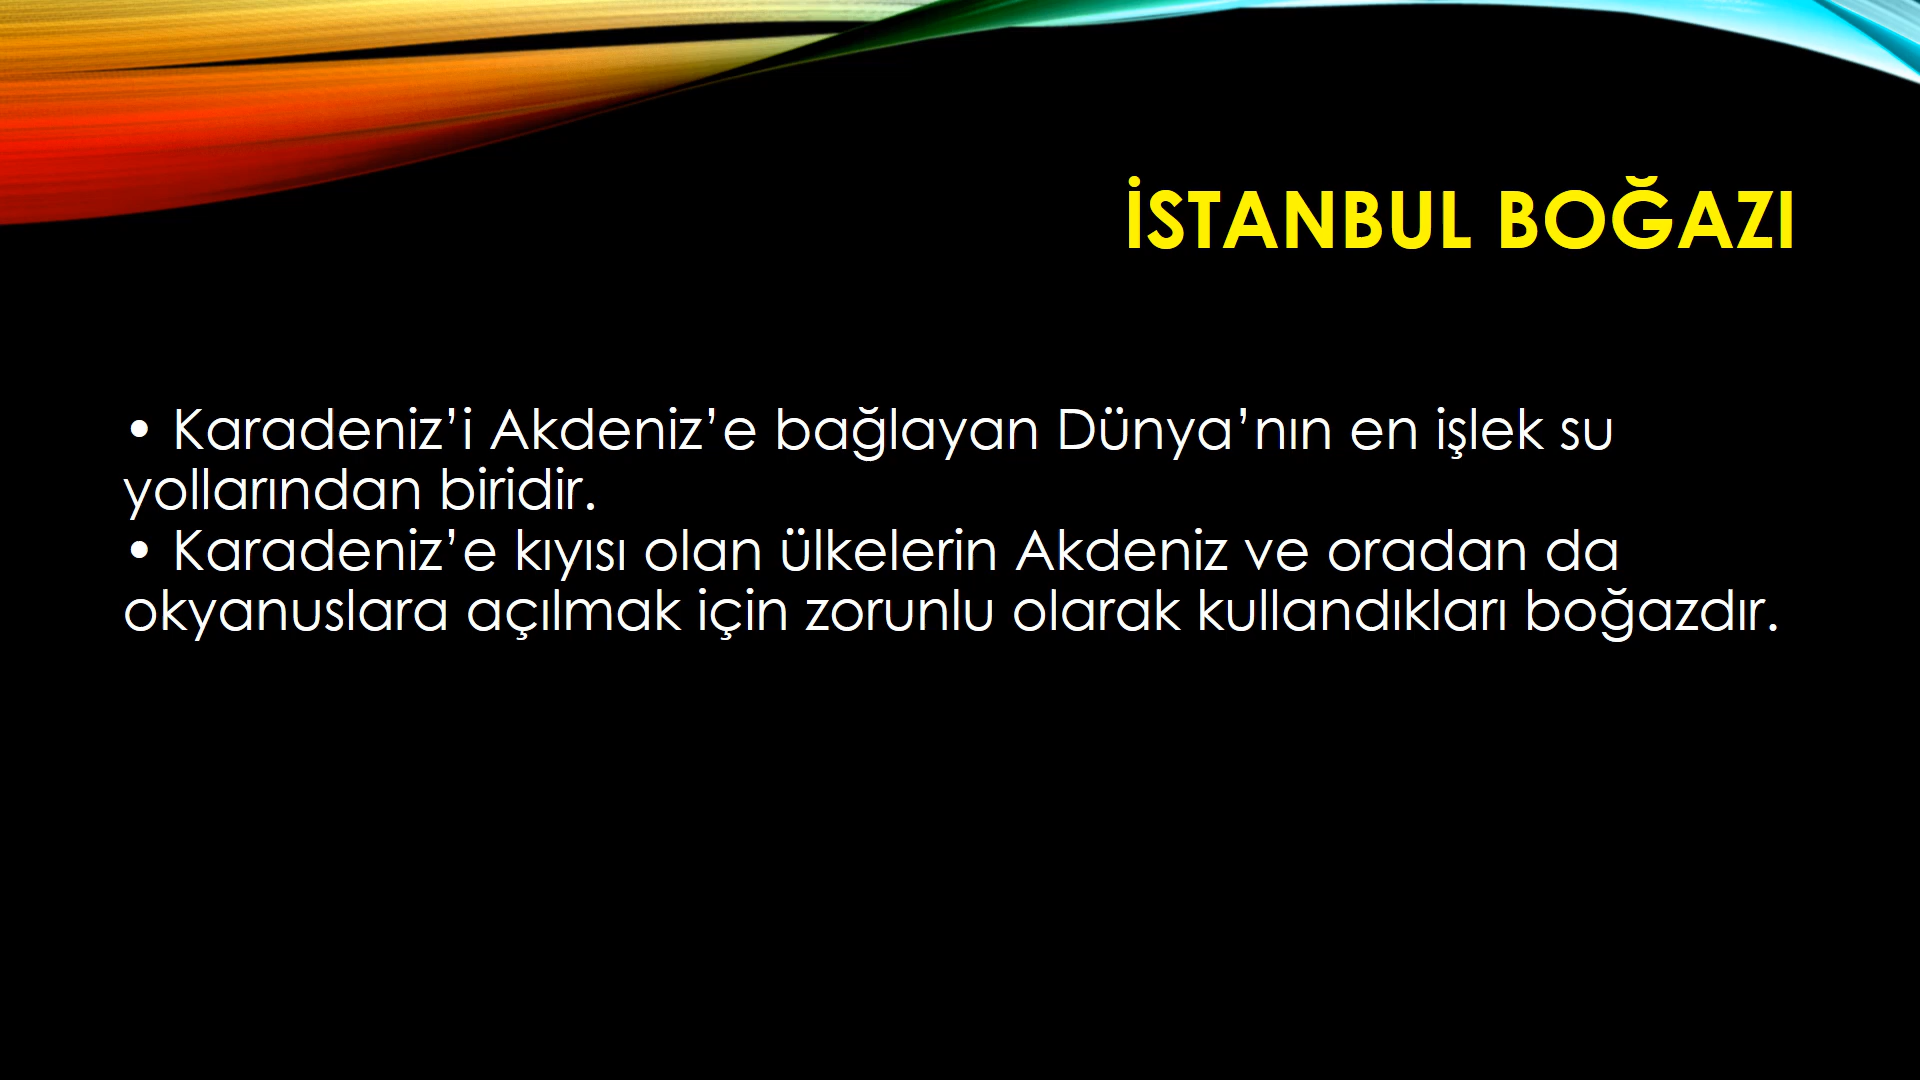 İSTANBUL BOĞAZI
• Karadeniz’i Akdeniz’e bağlayan Dünya’nın en işlek su
yollarından biridir.
• Karadeniz’e kıyısı olan ülkelerin Akdeniz ve oradan da
okyanuslara açılmak için zorunlu olarak kullandıkları boğazdır.